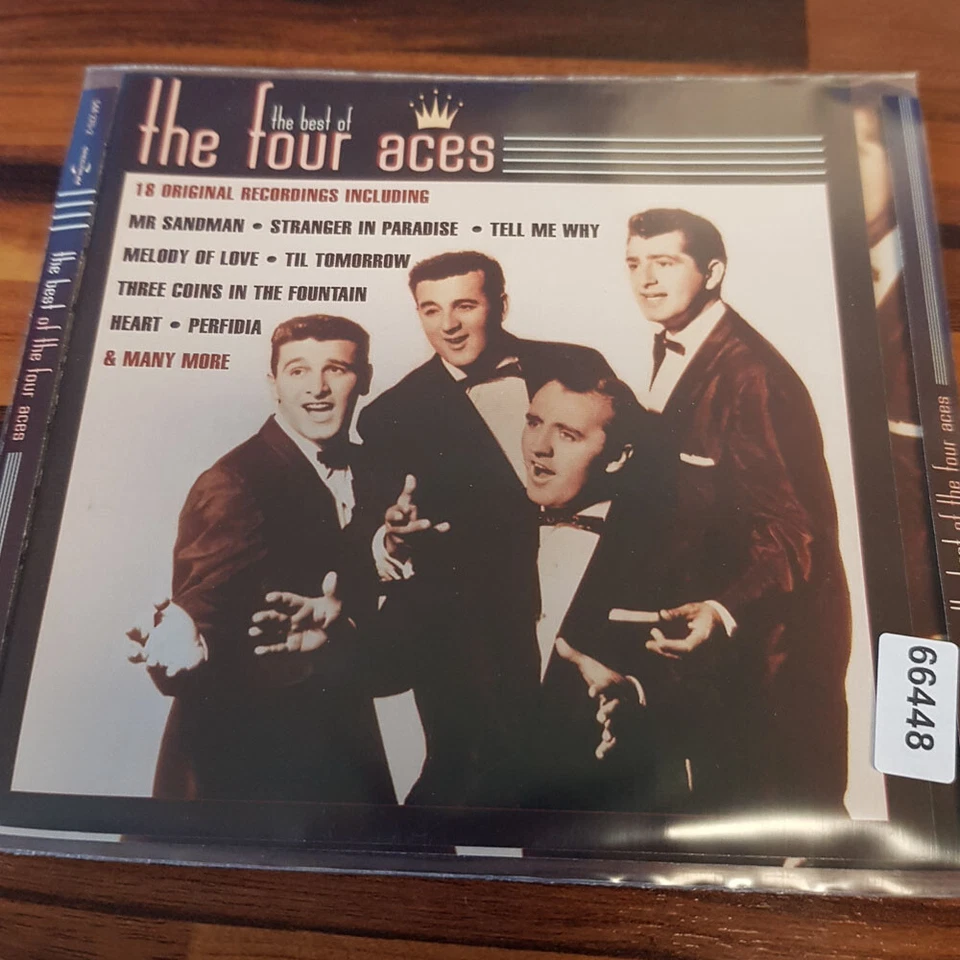 the best of
the four aces
18 ORIGINAL RECORDINGS INCLUDING
MR SANDMAN • STRANGER IN PARADISE • TELL ME WHY
MELODY OF LOVE • TIL TOMORROW
THREE COINS IN THE FOUNTAIN
HEART • PERFIDIA
& MANY MORE
the best of the four aces
of the four aces
66448